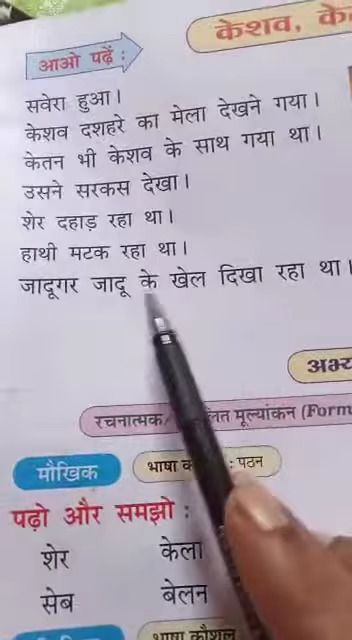 केशव, के
आओ पढ़ें :
सवेरा हुआ।
केशव दशहरे का मेला देखने गया।
केतन भी केशव के साथ गया था।
उसने सरकस देखा।
शेर दहाड़ रहा था।
हाथी मटक रहा था।
जादूगर जादू के खेल दिखा रहा था।
अभ्य
रचनात्मक/ लित मूल्यांकन (Form
मौखिक
भाषा : पठन
पढ़ो और समझो :
शेर केला
सेब बेलन
भाषा कौशल